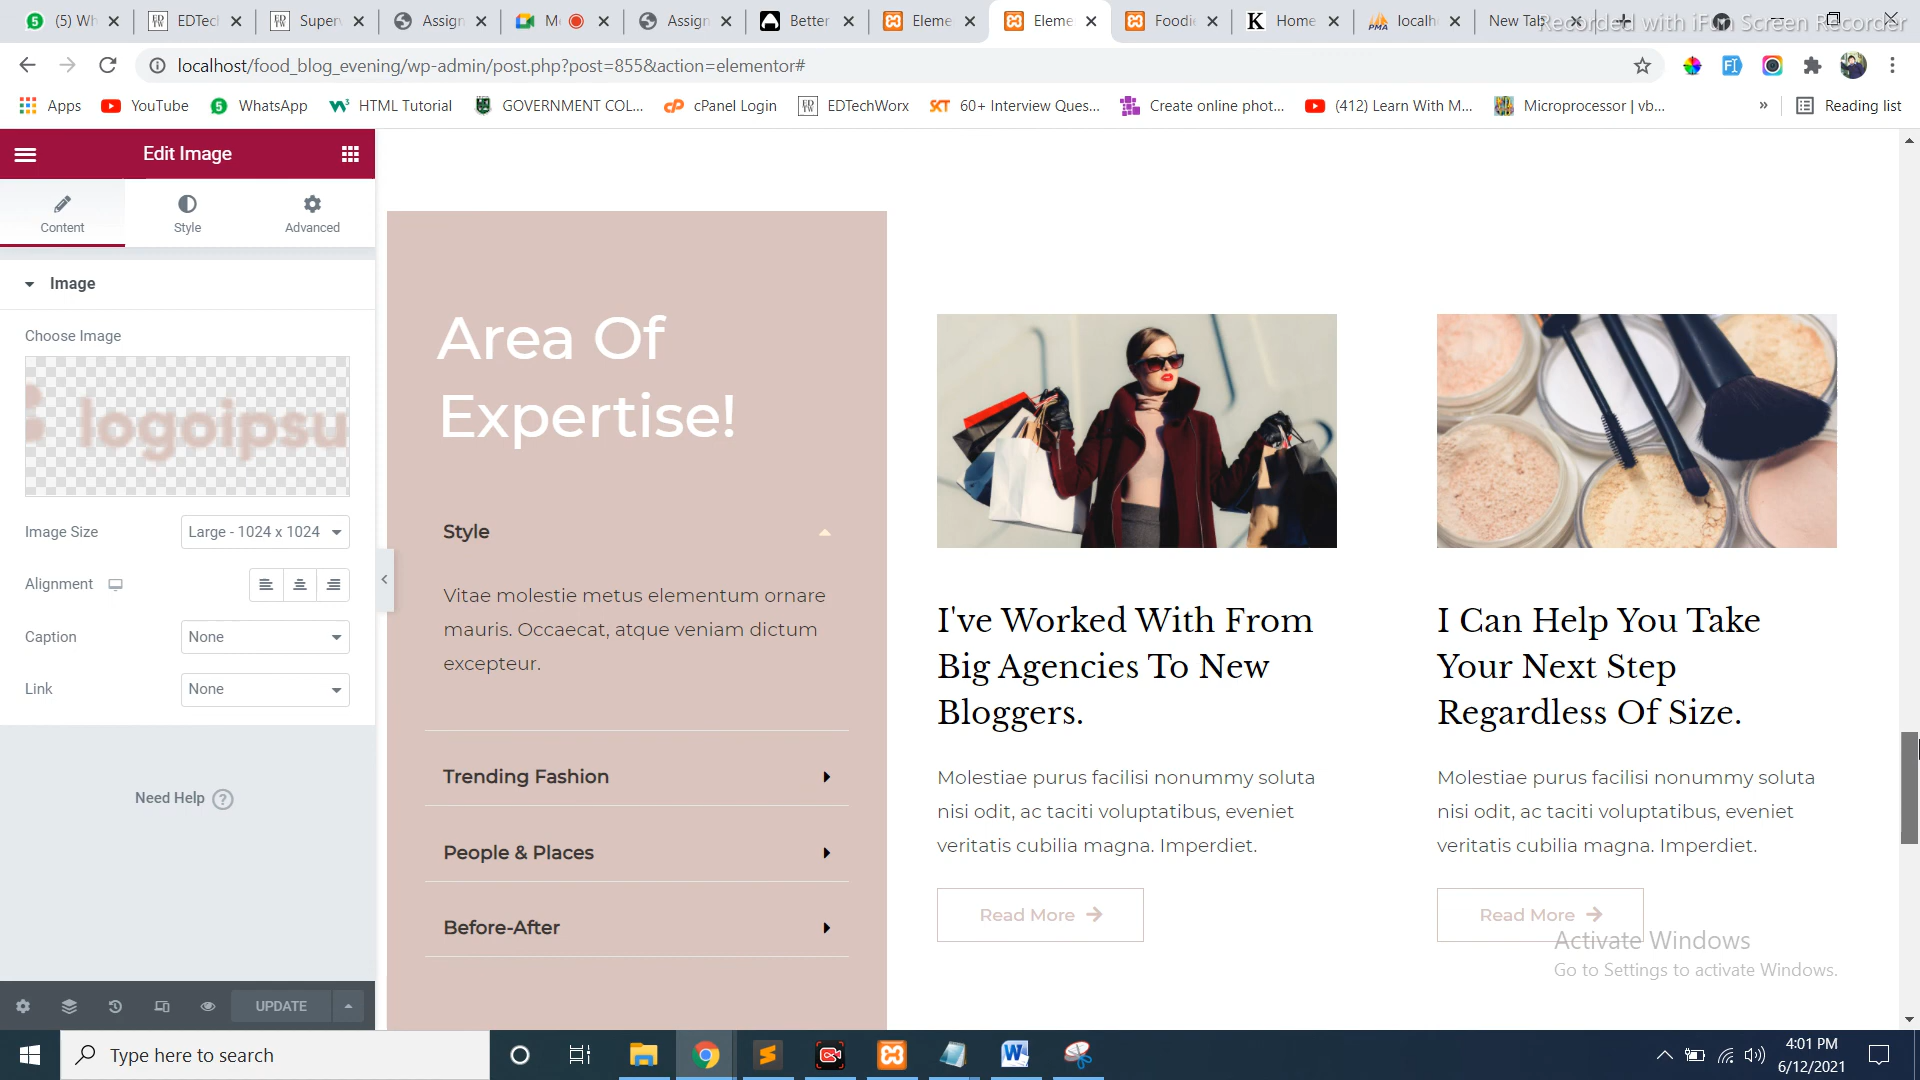 (5) Wh
EDTech
Superv
Assign
M
Assign
Better
Eleme
Eleme
Foodie
K Home
PMA localh
New Tab
Recorded with iFun Screen Recorder
localhost/food_blog_evening/wp-admin/post.php?post=855&action=elementor#
Apps YouTube WhatsApp HTML Tutorial GOVERNMENT COL... cPanel Login EDTechWorx 60+ Interview Ques... Create online phot... (412) Learn With M... Microprocessor | vb... » Reading list
Edit Image
Content Style Advanced
Image
Choose Image
logoipsu
Image Size Large - 1024 x 1024
Alignment
Caption None
Link None
Need Help ?
UPDATE
Area Of
Expertise!
Style
Vitae molestie metus elementum ornare
mauris. Occaecat, atque veniam dictum
excepteur.
Trending Fashion
People & Places
Before-After
I've Worked With From
Big Agencies To New
Bloggers.
Molestiae purus facilisi nonummy soluta
nisi odit, ac taciti voluptatibus, eveniet
veritatis cubilia magna. Imperdiet.
Read More
I Can Help You Take
Your Next Step
Regardless Of Size.
Molestiae purus facilisi nonummy soluta
nisi odit, ac taciti voluptatibus, eveniet
veritatis cubilia magna. Imperdiet.
Read More
Activate Windows
Go to Settings to activate Windows.
Type here to search
4:01 PM
6/12/2021